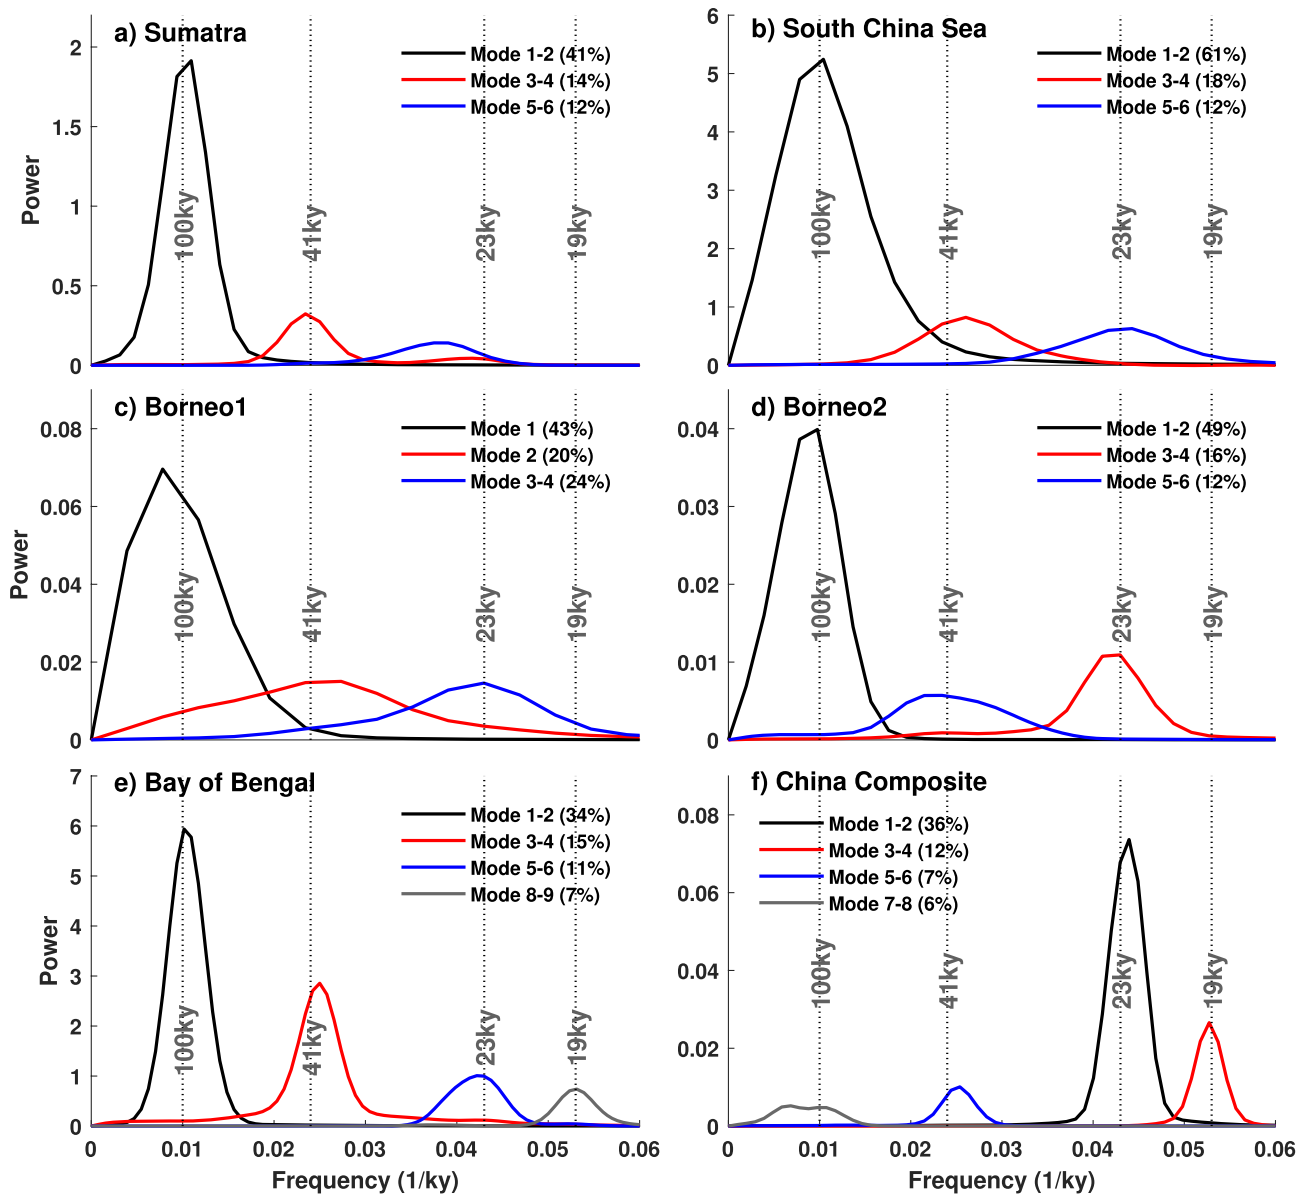 a) Sumatra
Mode 1-2 (41%)
Mode 3-4 (14%)
Mode 5-6 (12%)
Power
2
1.5
1
0.5
0
100ky
41ky
23ky
19ky
b) South China Sea
Mode 1-2 (61%)
Mode 3-4 (18%)
Mode 5-6 (12%)
6
5
4
3
2
1
0
100ky
41ky
23ky
19ky
c) Borneo1
Mode 1 (43%)
Mode 2 (20%)
Mode 3-4 (24%)
Power
0.08
0.06
0.04
0.02
0
100ky
41ky
23ky
19ky
d) Borneo2
Mode 1-2 (49%)
Mode 3-4 (16%)
Mode 5-6 (12%)
0.04
0.03
0.02
0.01
0
100ky
41ky
23ky
19ky
e) Bay of Bengal
Mode 1-2 (34%)
Mode 3-4 (15%)
Mode 5-6 (11%)
Mode 8-9 (7%)
Power
7
6
5
4
3
2
1
0
100ky
41ky
23ky
19ky
0 0.01 0.02 0.03 0.04 0.05 0.06
Frequency (1/ky)
f) China Composite
Mode 1-2 (36%)
Mode 3-4 (12%)
Mode 5-6 (7%)
Mode 7-8 (6%)
0.08
0.06
0.04
0.02
0
100ky
41ky
23ky
19ky
0 0.01 0.02 0.03 0.04 0.05 0.06
Frequency (1/ky)